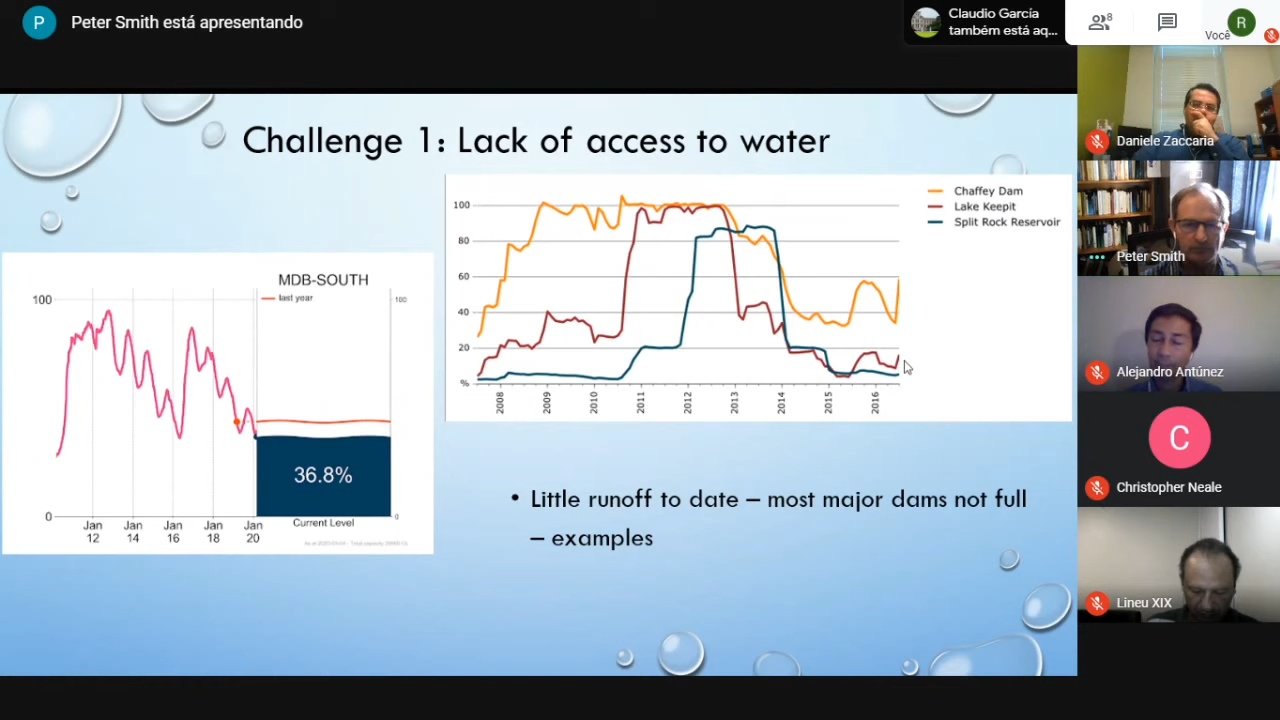 P
Peter Smith está apresentando
Claudio García
também está aq...
8
Você
R
Challenge 1: Lack of access to water
MDB-SOUTH
last year
100
100
36.8%
0
0
Jan
12
Jan
14
Jan
16
Jan
18
Jan
20
Current Level
Chaffey Dam
Lake Keepit
Split Rock Reservoir
100
80
60
40
20
%
2008
2009
2010
2011
2012
2013
2014
2015
2016
• Little runoff to date – most major dams not full
– examples
Daniele Zaccaria
Peter Smith
Alejandro Antúnez
C
Christopher Neale
Lineu XIX